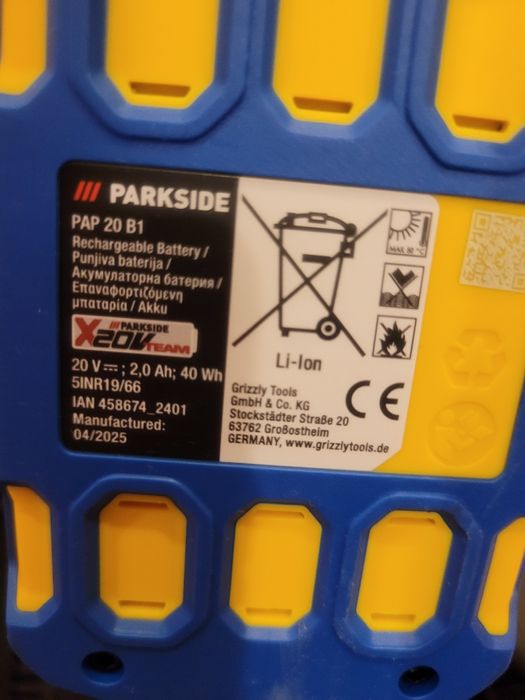 /// PARKSIDE
PAP 20 B1
Rechargeable Battery /
Punjiva baterija /
Акумулаторна батерия /
Επαναφορτιζόμενη
μπαταρία / Akku
///PARKSIDE
X20V TEAM
20 V ⎓ ; 2,0 Ah; 40 Wh
5INR19/66
IAN 458674_2401
Manufactured:
04/2025
Li-Ion
MAX. 50 °C
Grizzly Tools
GmbH & Co. KG
Stockstädter Straße 20
63762 Großostheim
GERMANY, www.grizzlytools.de
CE